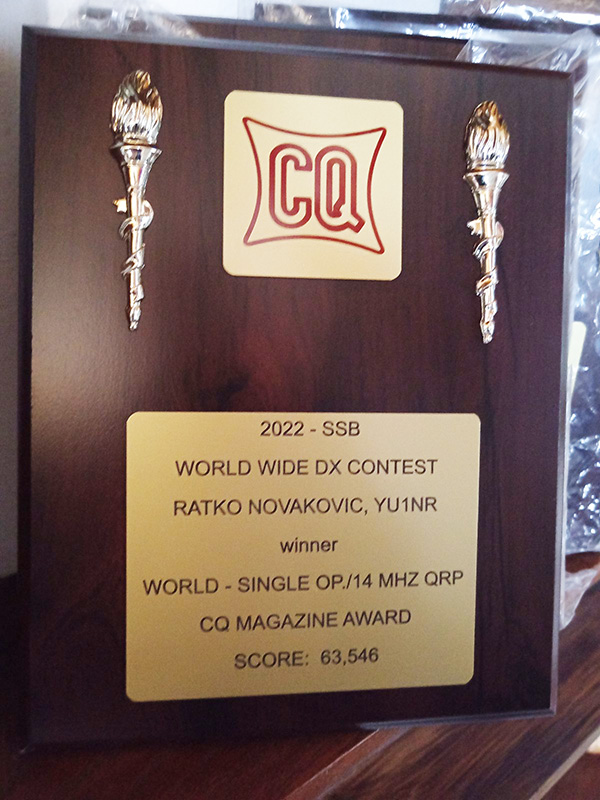 CQ
2022 - SSB
WORLD WIDE DX CONTEST
RATKO NOVAKOVIC, YU1NR
winner
WORLD - SINGLE OP./14 MHZ QRP
CQ MAGAZINE AWARD
SCORE: 63,546